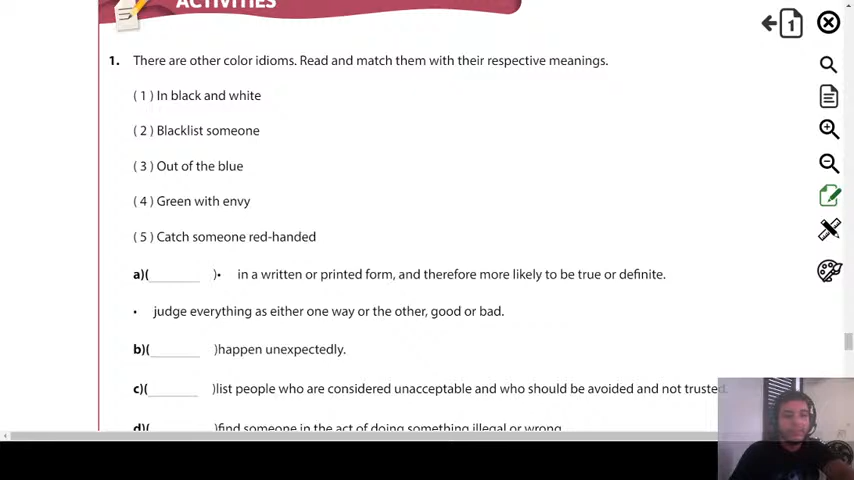 ACTIVITIES
1
1. There are other color idioms. Read and match them with their respective meanings.
( 1 ) In black and white
( 2 ) Blacklist someone
( 3 ) Out of the blue
( 4 ) Green with envy
( 5 ) Catch someone red-handed
a)(________ )• in a written or printed form, and therefore more likely to be true or definite.
• judge everything as either one way or the other, good or bad.
b)(________ )happen unexpectedly.
c)(________ )list people who are considered unacceptable and who should be avoided and not trusted.
d)(________ )find someone in the act of doing something illegal or wrong.